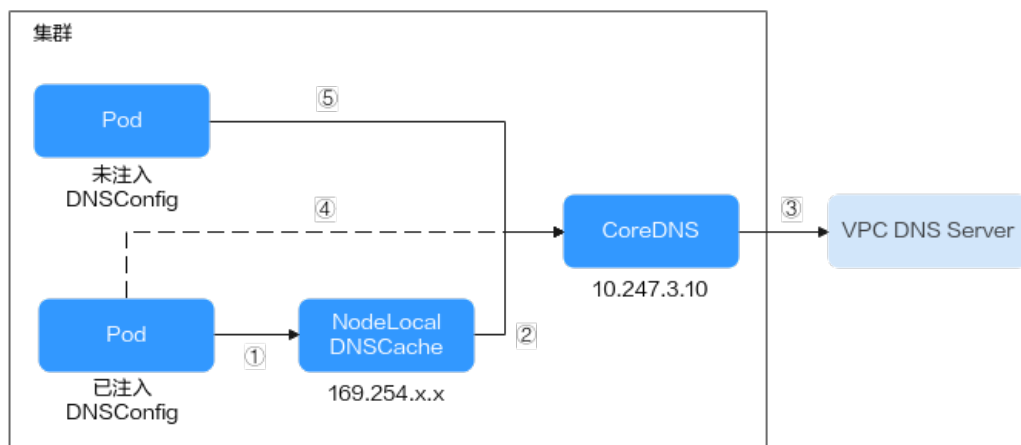 集群
Pod
未注入
DNSConfig
⑤
④
CoreDNS
10.247.3.10
③
VPC DNS Server
Pod
已注入
DNSConfig
①
NodeLocal
DNSCache
169.254.x.x
②